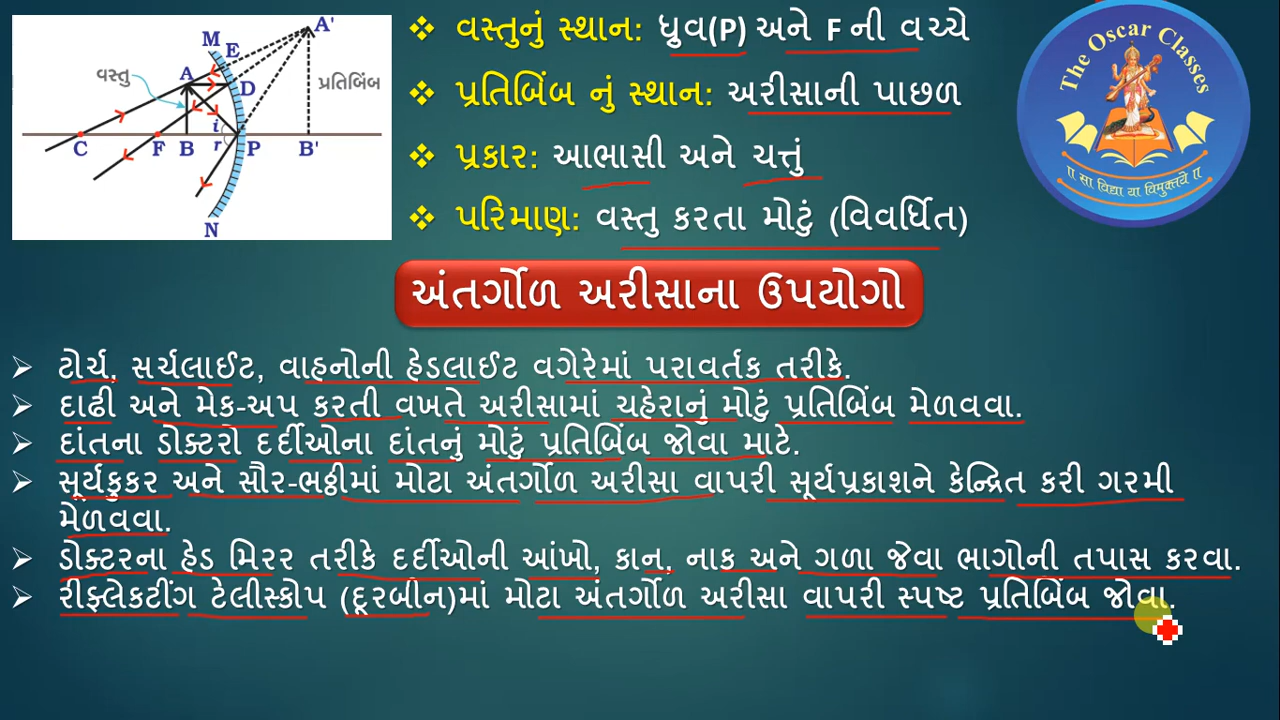 M
E
A'
વસ્તુ
A
D
પ્રતિબિંબ
i
r
C
F
B
P
B'
N
❖ વસ્તુનું સ્થાન: ધ્રુવ(P) અને F ની વચ્ચે
❖ પ્રતિબિંબ નું સ્થાન: અરીસાની પાછળ
❖ પ્રકાર: આભાસી અને ચત્તું
❖ પરિમાણ: વસ્તુ કરતા મોટું (વિવર્ધિત)
The Oscar Classes
॥ सा विद्या या विमुक्तये ॥
અંતર્ગોળ અરીસાના ઉપયોગો
➢ ટોર્ચ, સર્ચલાઈટ, વાહનોની હેડલાઈટ વગેરેમાં પરાવર્તક તરીકે.
➢ દાઢી અને મેક-અપ કરતી વખતે અરીસામાં ચહેરાનું મોટું પ્રતિબિંબ મેળવવા.
➢ દાંતના ડોક્ટરો દર્દીઓના દાંતનું મોટું પ્રતિબિંબ જોવા માટે.
➢ સૂર્યકુકર અને સૌર-ભઠ્ઠીમાં મોટા અંતર્ગોળ અરીસા વાપરી સૂર્યપ્રકાશને કેન્દ્રિત કરી ગરમી
મેળવવા.
➢ ડોક્ટરના હેડ મિરર તરીકે દર્દીઓની આંખો, કાન, નાક અને ગળા જેવા ભાગોની તપાસ કરવા.
➢ રીફ્લેક્ટીંગ ટેલીસ્કોપ (દૂરબીન)માં મોટા અંતર્ગોળ અરીસા વાપરી સ્પષ્ટ પ્રતિબિંબ જોવા.